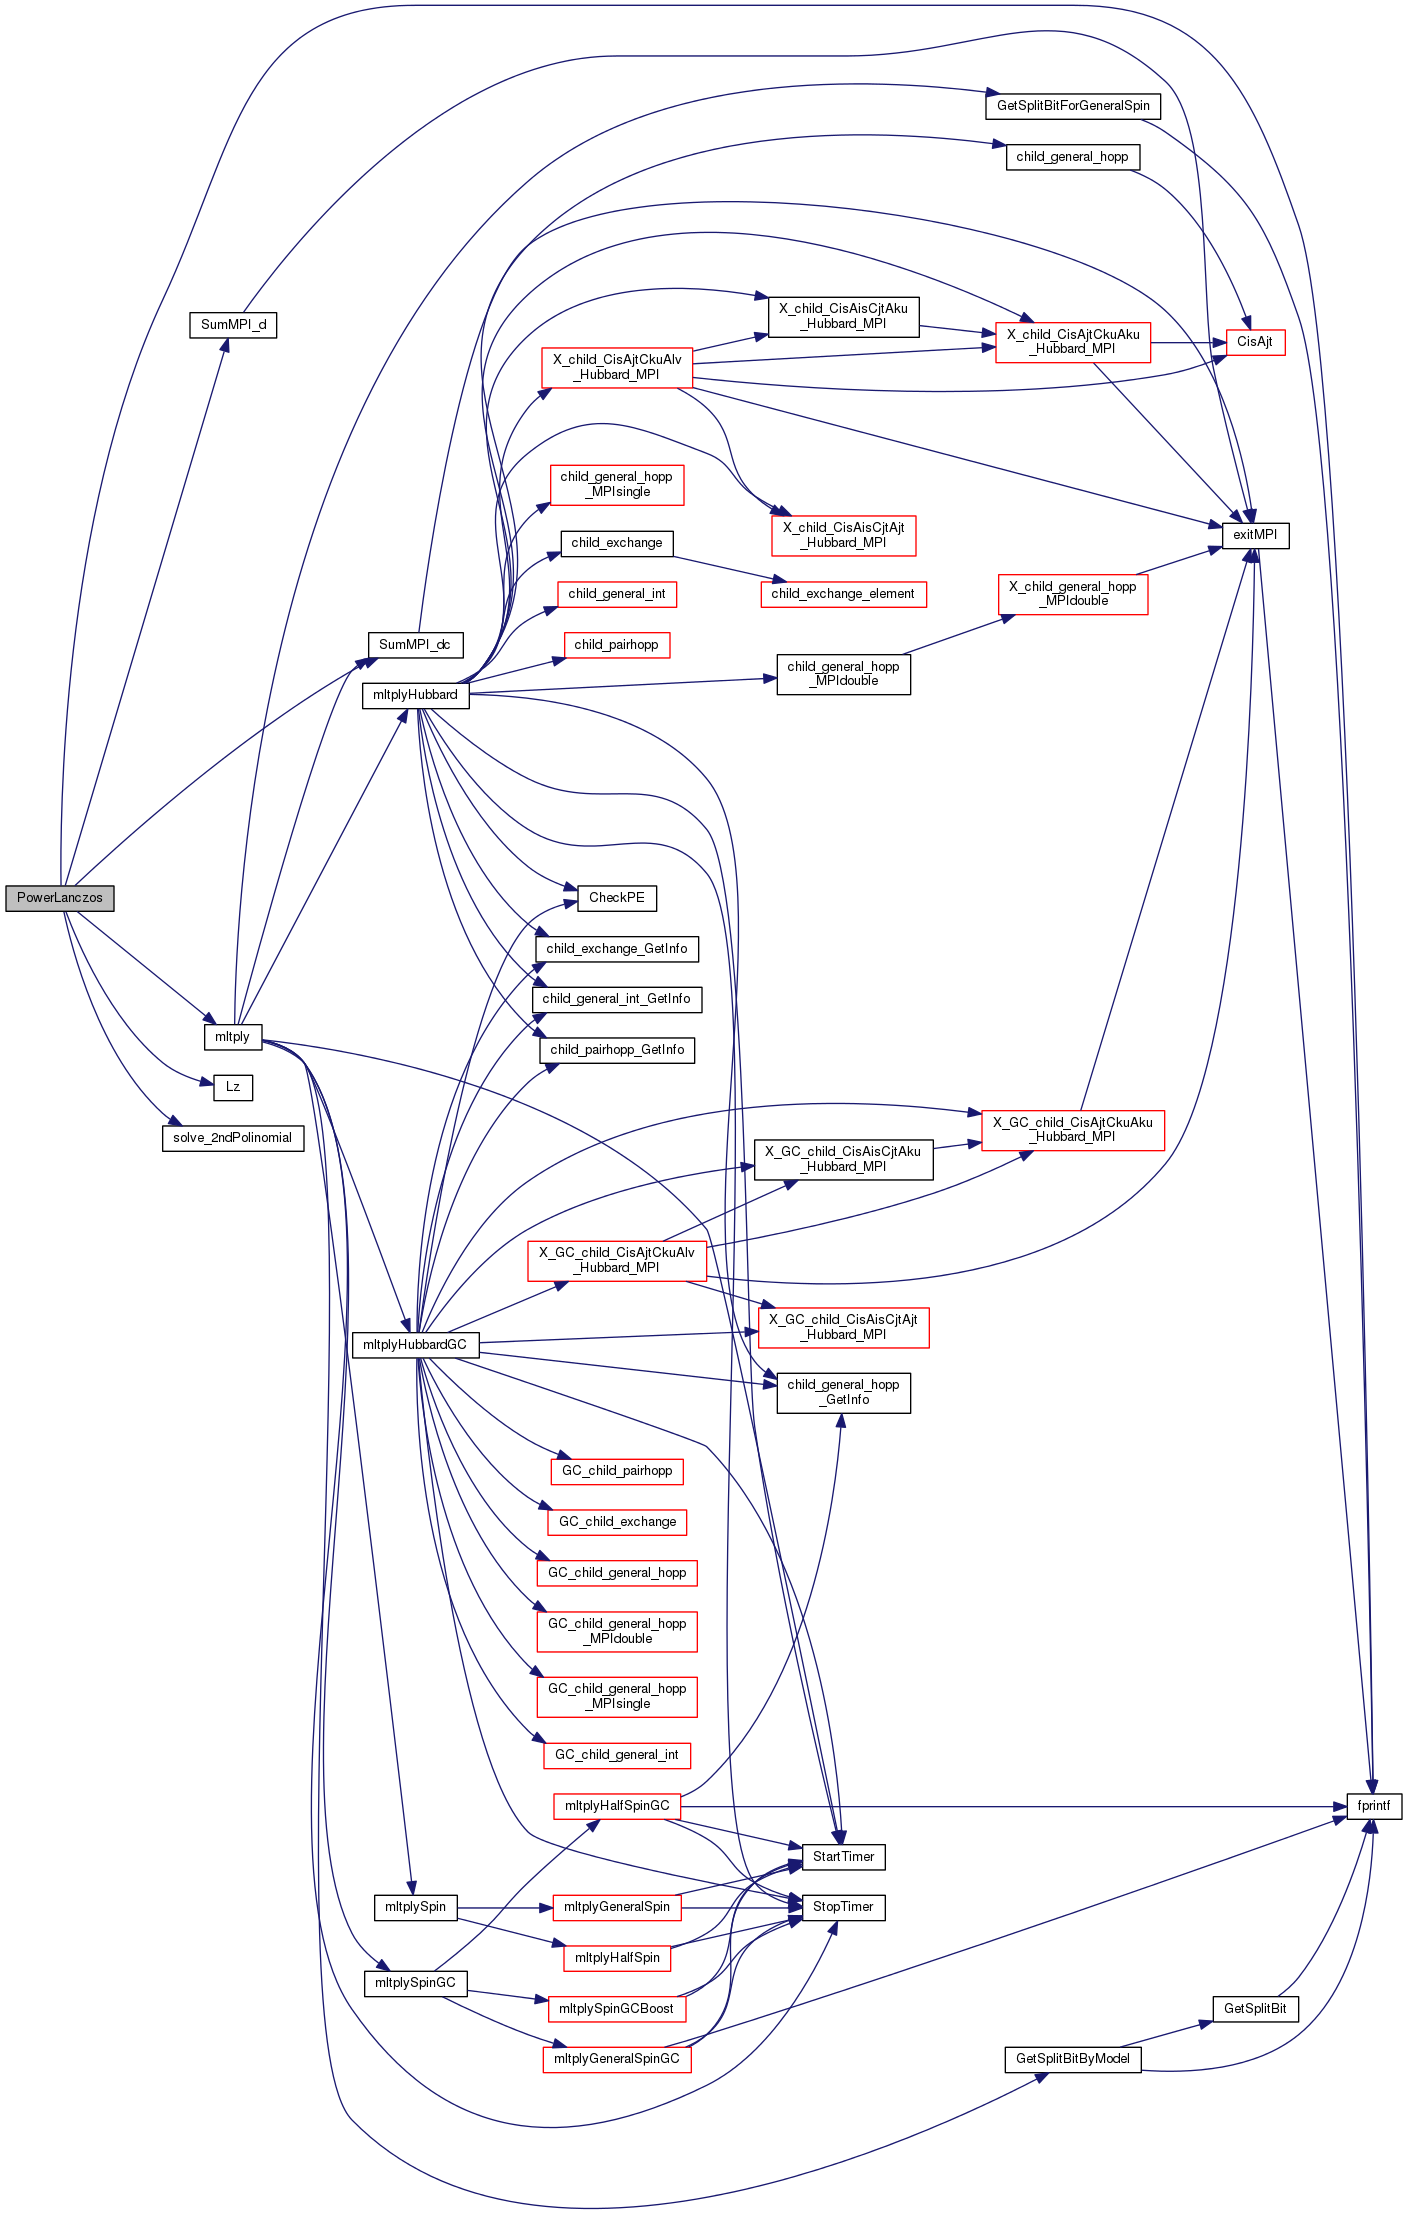 GetSplitBitForGeneralSpin
child_general_hopp
X_child_CisAisCjtAku
_Hubbard_MPI
SumMPI_d
X_child_CisAjtCkuAku
_Hubbard_MPI
CisAjt
X_child_CisAjtCkuAlv
_Hubbard_MPI
child_general_hopp
_MPIsingle
X_child_CisAisCjtAjt
_Hubbard_MPI
exitMPI
child_exchange
child_general_int
child_exchange_element
X_child_general_hopp
_MPIdouble
SumMPI_dc
child_pairhopp
child_general_hopp
_MPIdouble
mltplyHubbard
PowerLanczos
CheckPE
child_exchange_GetInfo
child_general_int_GetInfo
mltply
child_pairhopp_GetInfo
Lz
solve_2ndPolinomial
X_GC_child_CisAjtCkuAku
_Hubbard_MPI
X_GC_child_CisAisCjtAku
_Hubbard_MPI
X_GC_child_CisAjtCkuAlv
_Hubbard_MPI
X_GC_child_CisAisCjtAjt
_Hubbard_MPI
mltplyHubbardGC
child_general_hopp
_GetInfo
GC_child_pairhopp
GC_child_exchange
GC_child_general_hopp
GC_child_general_hopp
_MPIdouble
GC_child_general_hopp
_MPIsingle
GC_child_general_int
mltplyHalfSpinGC
fprintf
StartTimer
mltplySpin
mltplyGeneralSpin
StopTimer
mltplyHalfSpin
mltplySpinGC
mltplySpinGCBoost
GetSplitBit
mltplyGeneralSpinGC
GetSplitBitByModel